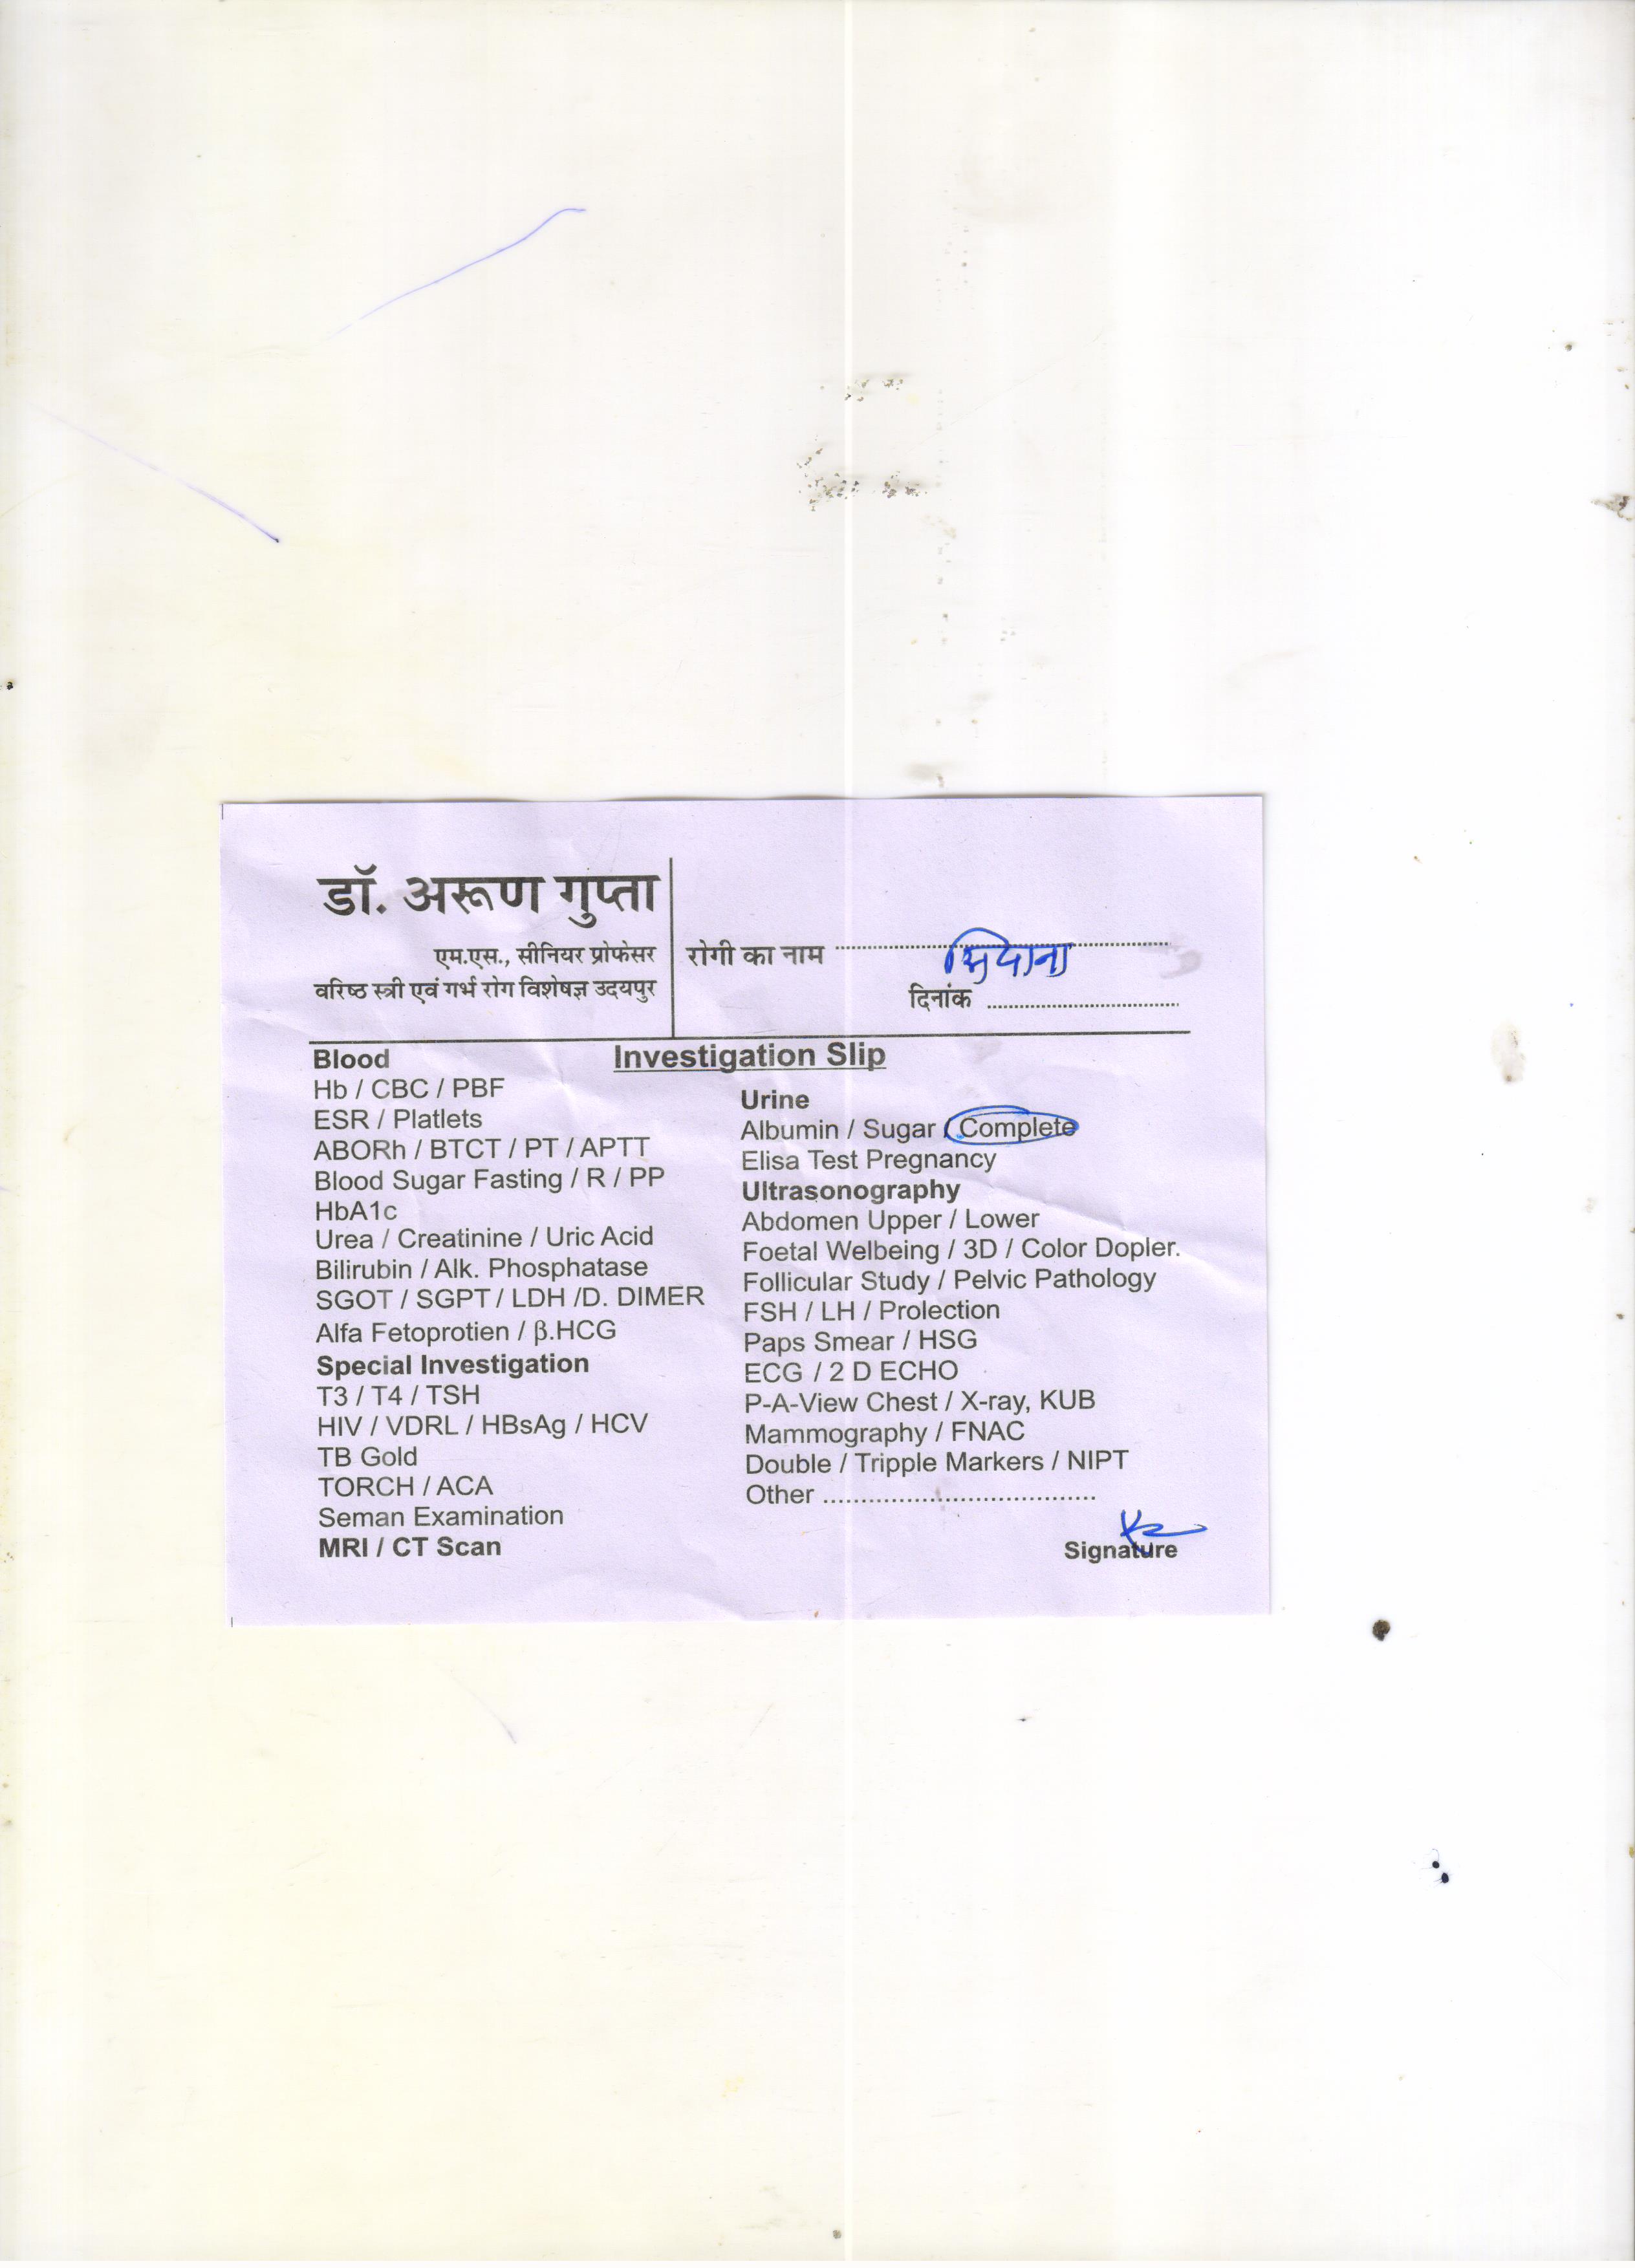 डॉ. अरूण गुप्ता
एम.एस., सीनियर प्रोफेसर
वरिष्ठ स्त्री एवं गर्भ रोग विशेषज्ञ उदयपुर
रोगी का नाम
दिनांक
Investigation Slip
Blood
Hb / CBC / PBF
ESR / Platlets
ABORh / BTCT / PT / APTT
Blood Sugar Fasting / R / PP
HbA1c
Urea / Creatinine / Uric Acid
Bilirubin / Alk. Phosphatase
SGOT / SGPT / LDH /D. DIMER
Alfa Fetoprotien / β.HCG
Special Investigation
T3 / T4 / TSH
HIV / VDRL / HBsAg / HCV
TB Gold
TORCH / ACA
Seman Examination
MRI / CT Scan
Urine
Albumin / Sugar / Complete
Elisa Test Pregnancy
Ultrasonography
Abdomen Upper / Lower
Foetal Welbeing / 3D / Color Dopler.
Follicular Study / Pelvic Pathology
FSH / LH / Prolection
Paps Smear / HSG
ECG / 2 D ECHO
P-A-View Chest / X-ray, KUB
Mammography / FNAC
Double / Tripple Markers / NIPT
Other ....................................
Signature